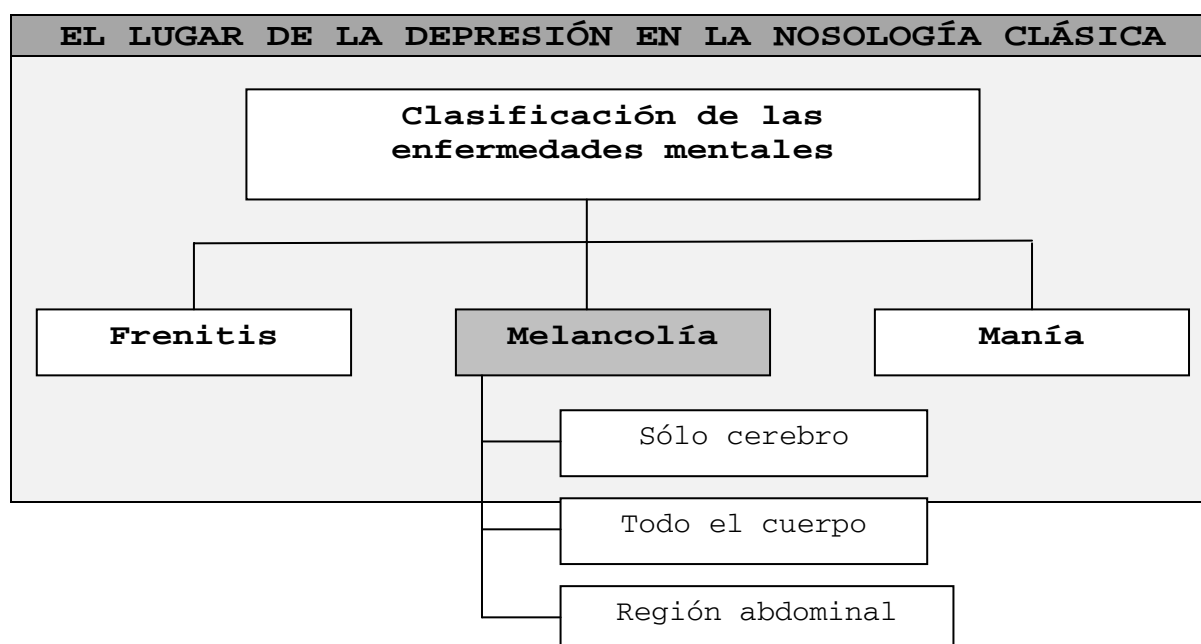 EL LUGAR DE LA DEPRESIÓN EN LA NOSOLOGÍA CLÁSICA
Clasificación de las
enfermedades mentales
Frenitis
Melancolía
Manía
Sólo cerebro
Todo el cuerpo
Región abdominal